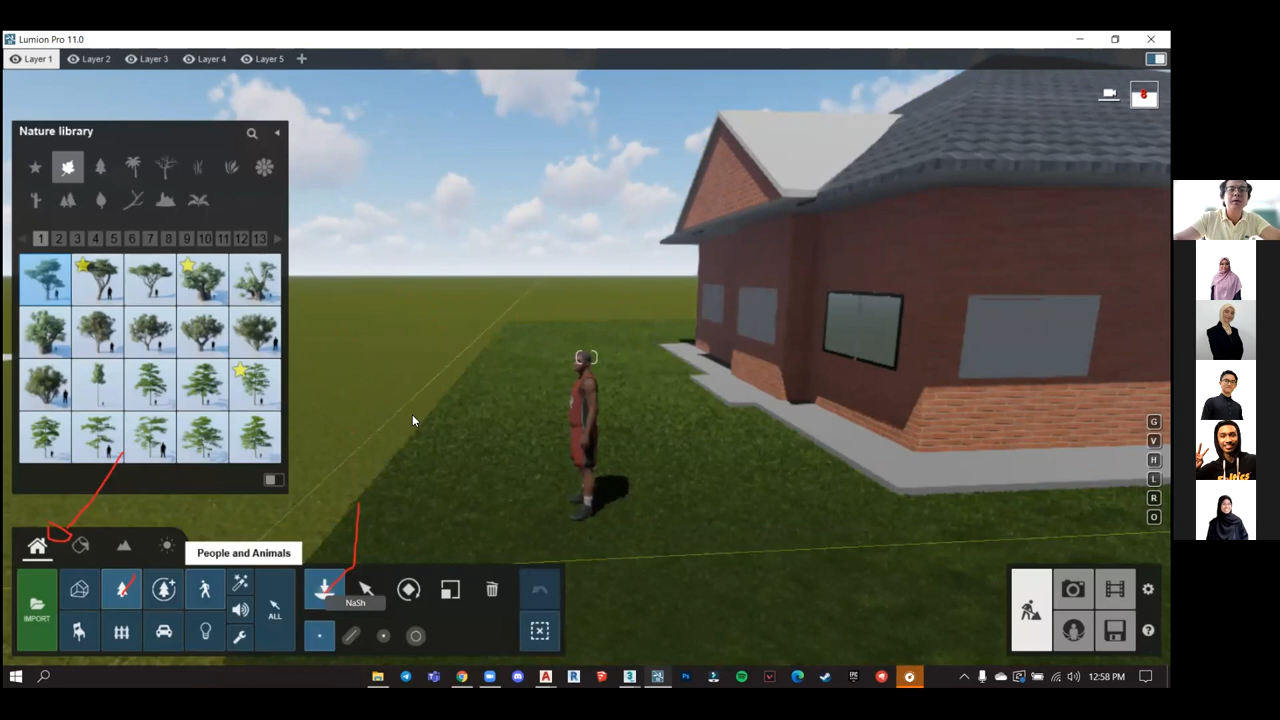 Lumion Pro 11.0
Layer 1 Layer 2 Layer 3 Layer 4 Layer 5
8
Nature library
1 2 3 4 5 6 7 8 9 10 11 12 13
G
V
H
L
R
O
People and Animals
IMPORT
ALL
NaSh
12:58 PM